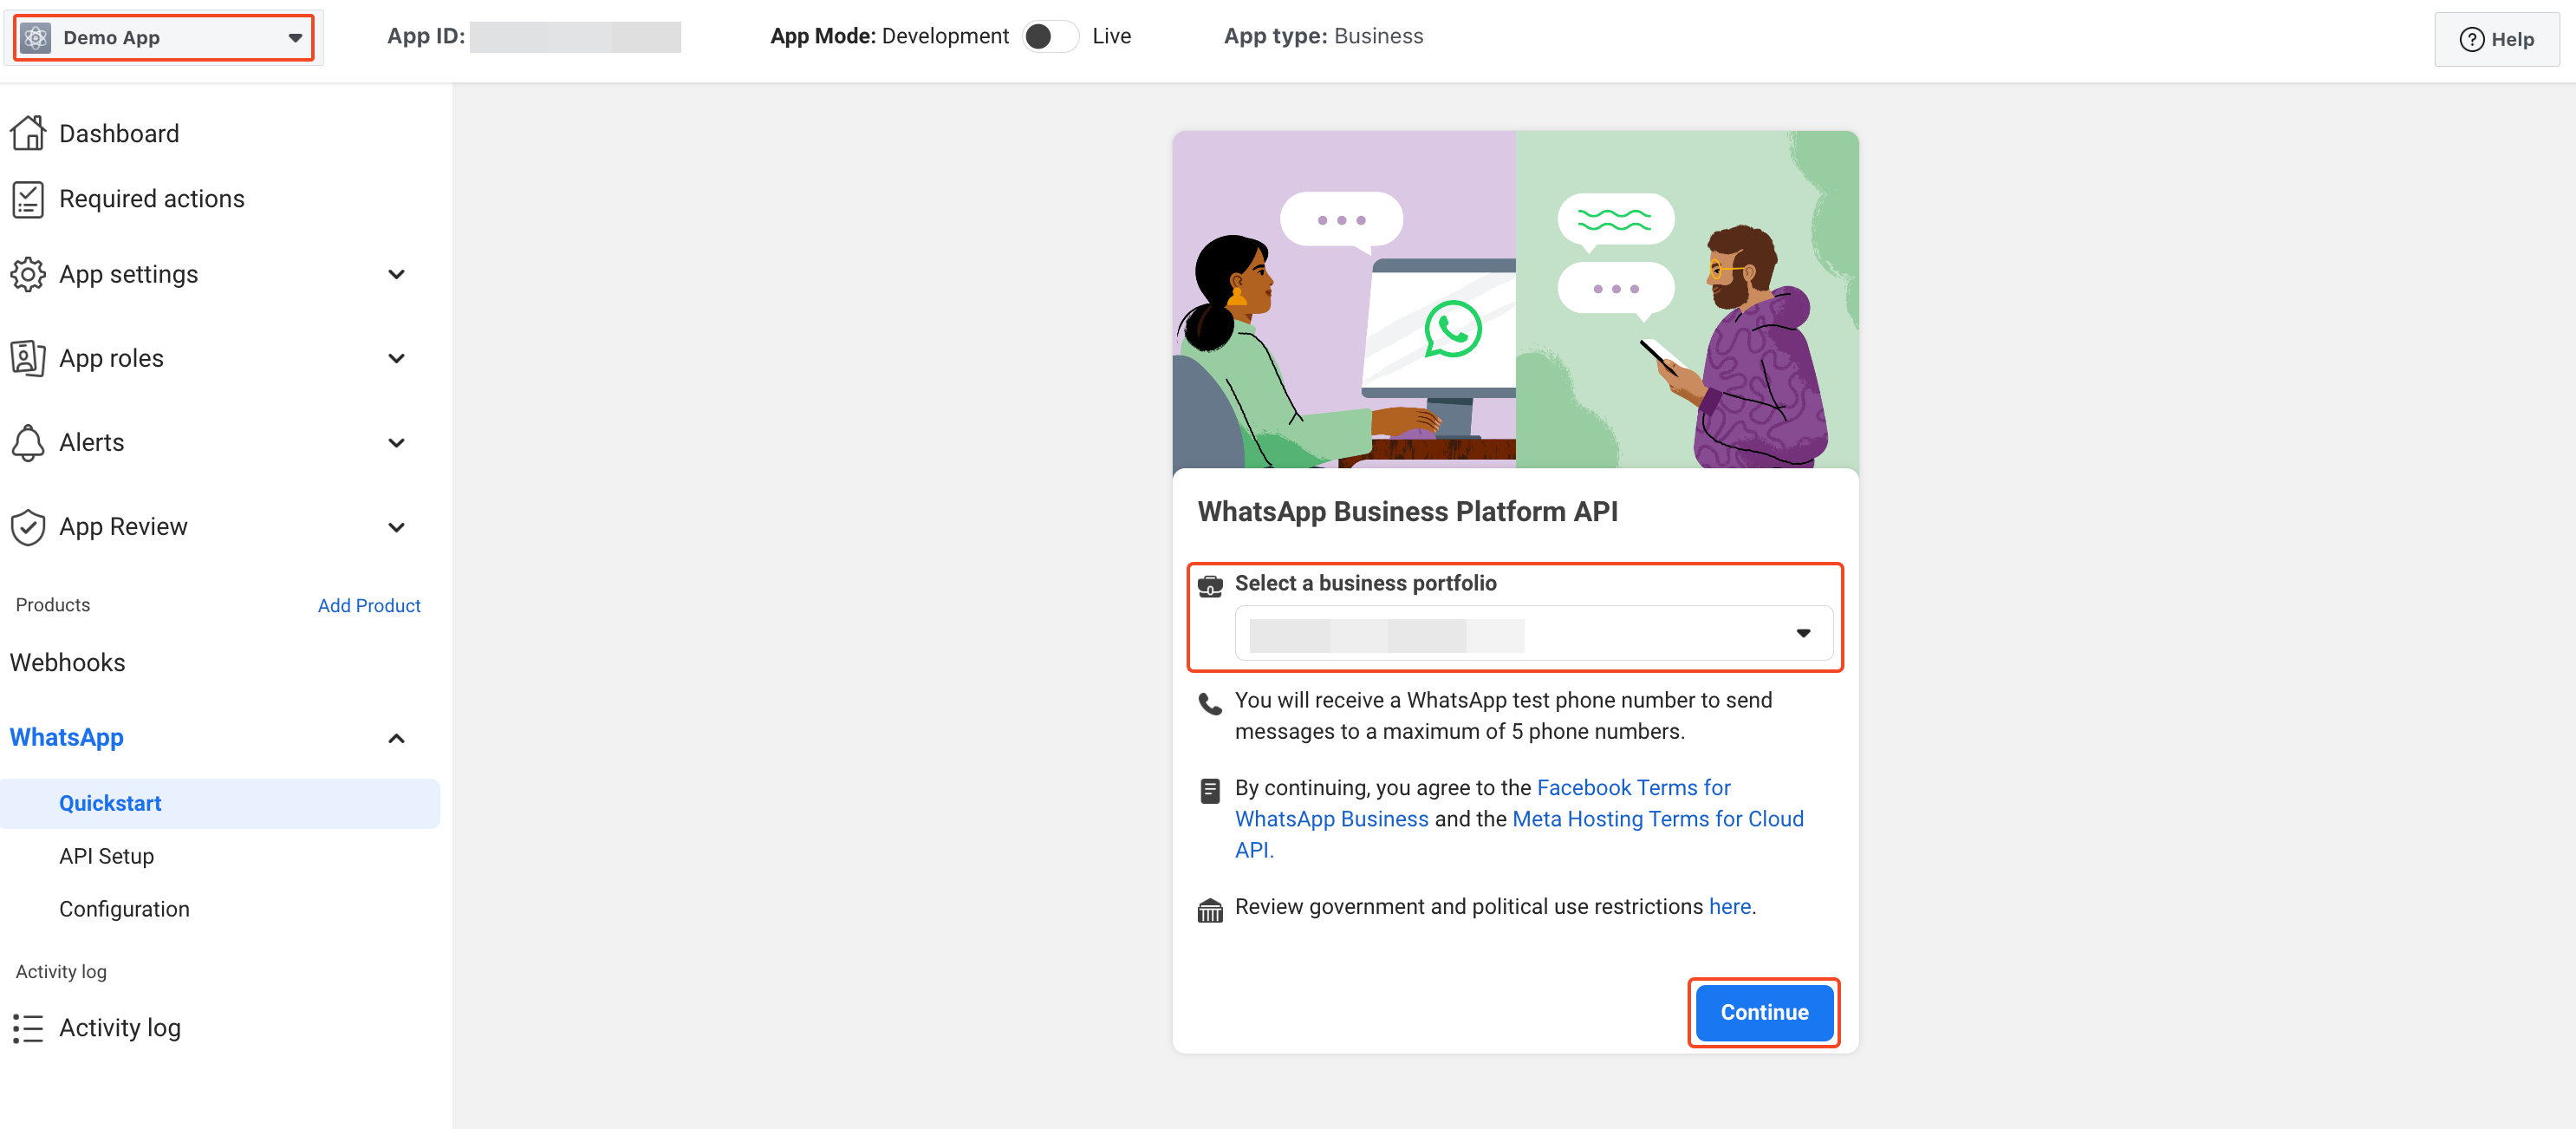 Demo App
App ID:
App Mode: Development Live
App type: Business
Help
Dashboard
Required actions
App settings
App roles
Alerts
App Review
Products Add Product
Webhooks
WhatsApp
Quickstart
API Setup
Configuration
Activity log
Activity log
WhatsApp Business Platform API
Select a business portfolio
You will receive a WhatsApp test phone number to send
messages to a maximum of 5 phone numbers.
By continuing, you agree to the Facebook Terms for
WhatsApp Business and the Meta Hosting Terms for Cloud
API.
Review government and political use restrictions here.
Continue